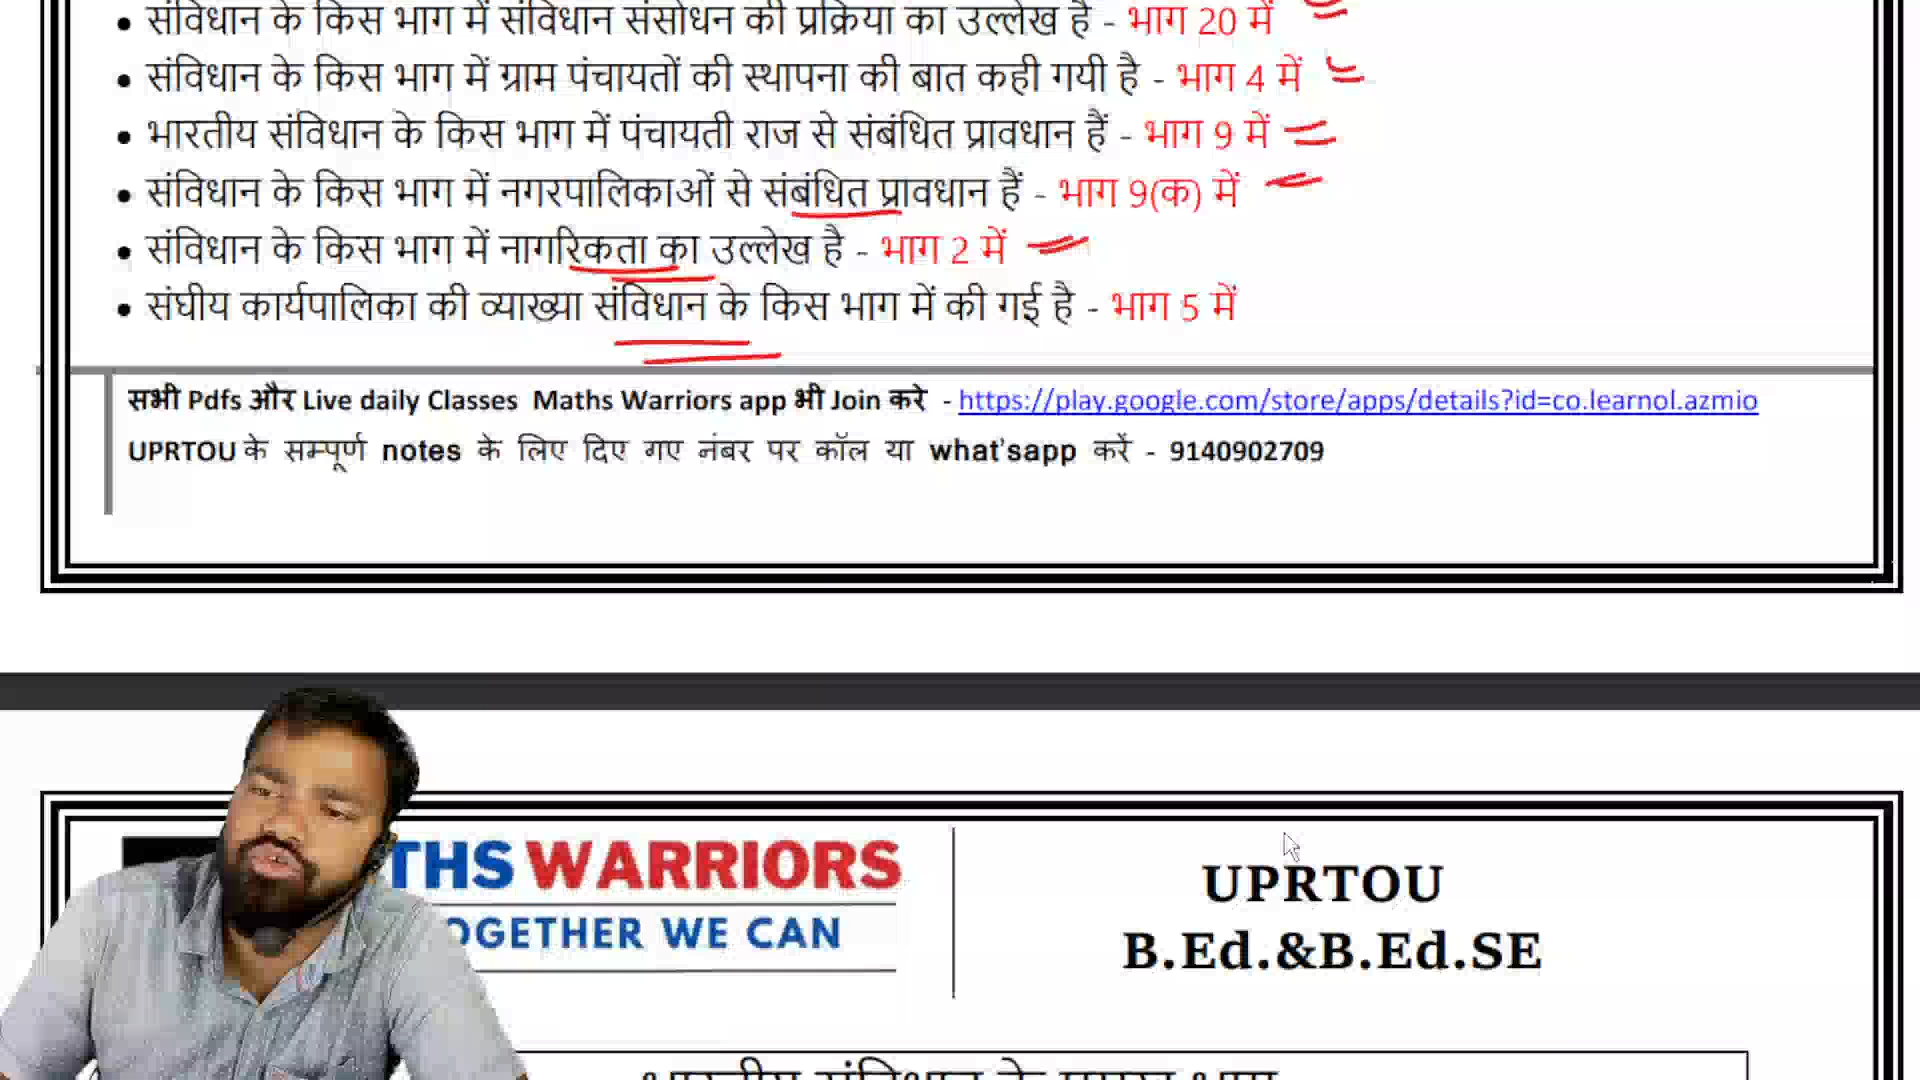 • संविधान के किस भाग में संविधान संसोधन की प्रक्रिया का उल्लेख है - भाग 20 में
• संविधान के किस भाग में ग्राम पंचायतों की स्थापना की बात कही गयी है - भाग 4 में
• भारतीय संविधान के किस भाग में पंचायती राज से संबंधित प्रावधान हैं - भाग 9 में
• संविधान के किस भाग में नगरपालिकाओं से संबंधित प्रावधान हैं - भाग 9(क) में
• संविधान के किस भाग में नागरिकता का उल्लेख है - भाग 2 में
• संघीय कार्यपालिका की व्याख्या संविधान के किस भाग में की गई है - भाग 5 में
सभी Pdfs और Live daily Classes Maths Warriors app भी Join करे - https://play.google.com/store/apps/details?id=co.learnol.azmio
UPRTOU के सम्पूर्ण notes के लिए दिए गए नंबर पर कॉल या what'sapp करें - 9140902709
THS WARRIORS
OGETHER WE CAN
UPRTOU
B.Ed.&B.Ed.SE